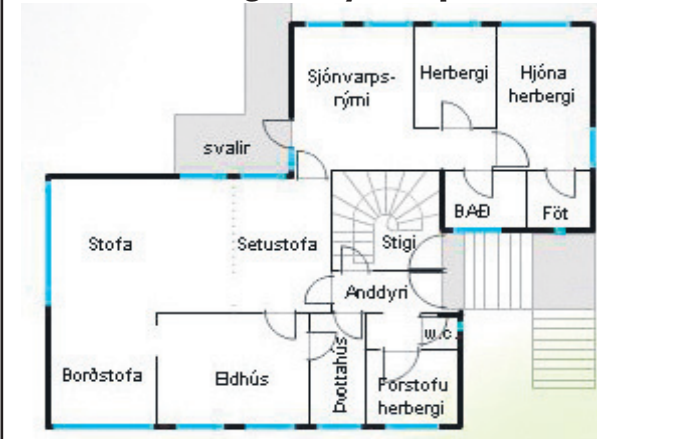 Sjónvarps-
rými
Herbergi
Hjóna
herbergi
svalir
BAÐ
Föt
Stofa
Setustofa
Stigi
Anddyri
w.c.
Borðstofa
Eldhús
Þvottahús
Forstofu
herbergi